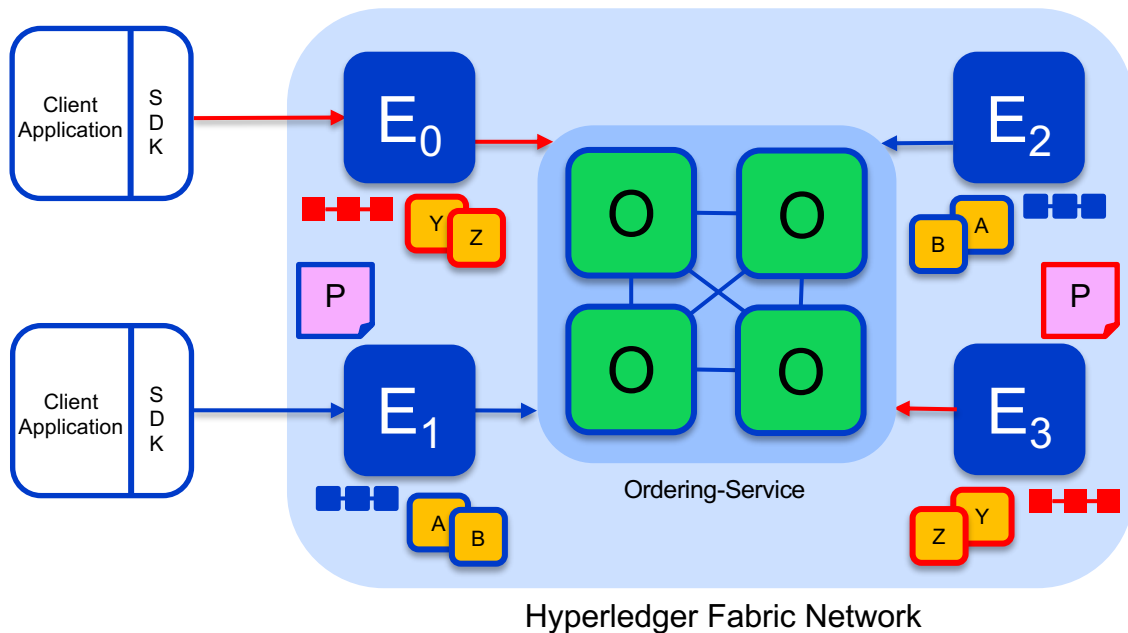 Client
Application
S
D
K
E0
Y
Z
P
Client
Application
S
D
K
E1
A
B
O
O
O
O
Ordering-Service
E2
B
A
P
E3
Z
Y
Hyperledger Fabric Network